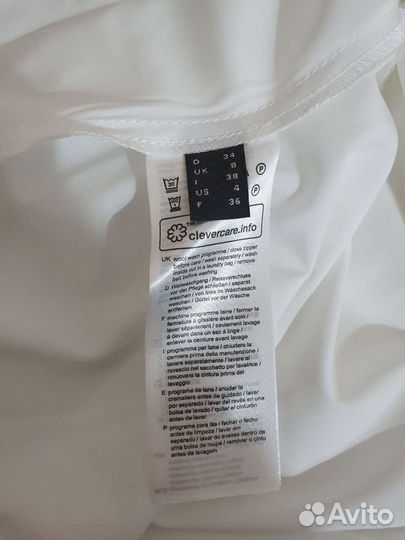 D 34
UK 8
I 38
US 4
F 36
30
P
P
clevercare.info
UK wool wash programme / close zipper
before care / wash separately / wash
inside out in a laundry bag / remove
belt before washing
D Wollwaschgang / Reissverschluss
vor der Pflege schließen / separat
waschen / von links im Wäschesack
waschen / Gürtel vor der Wäsche
entfernen
F machine programme laine / fermer la
fermeture à glissière avant soin /
laver séparément / seulement lavage
à l'envers dans un sac à linge /
enlever la ceinture avant lavage
I programma per lana / chiudere la
cerniera prima della manutenzione /
lavare separatamente / lavare al
rovescio nel sacchetto per lavatrice /
rimuovere la cintura prima del
lavaggio
E programa de lana / anudar la
cremallera antes de guidado / lavar
por separado / lavar del revés en una
bolsa de lavado / quitar el cinturón
antes de lavar
P programa para lãs / fechar o fecho
antes de limpeza / lavar em
separado / lavar do avesso dentro de
uma bolsa de roupa / remover o cinto
antes da lavagem
Avito